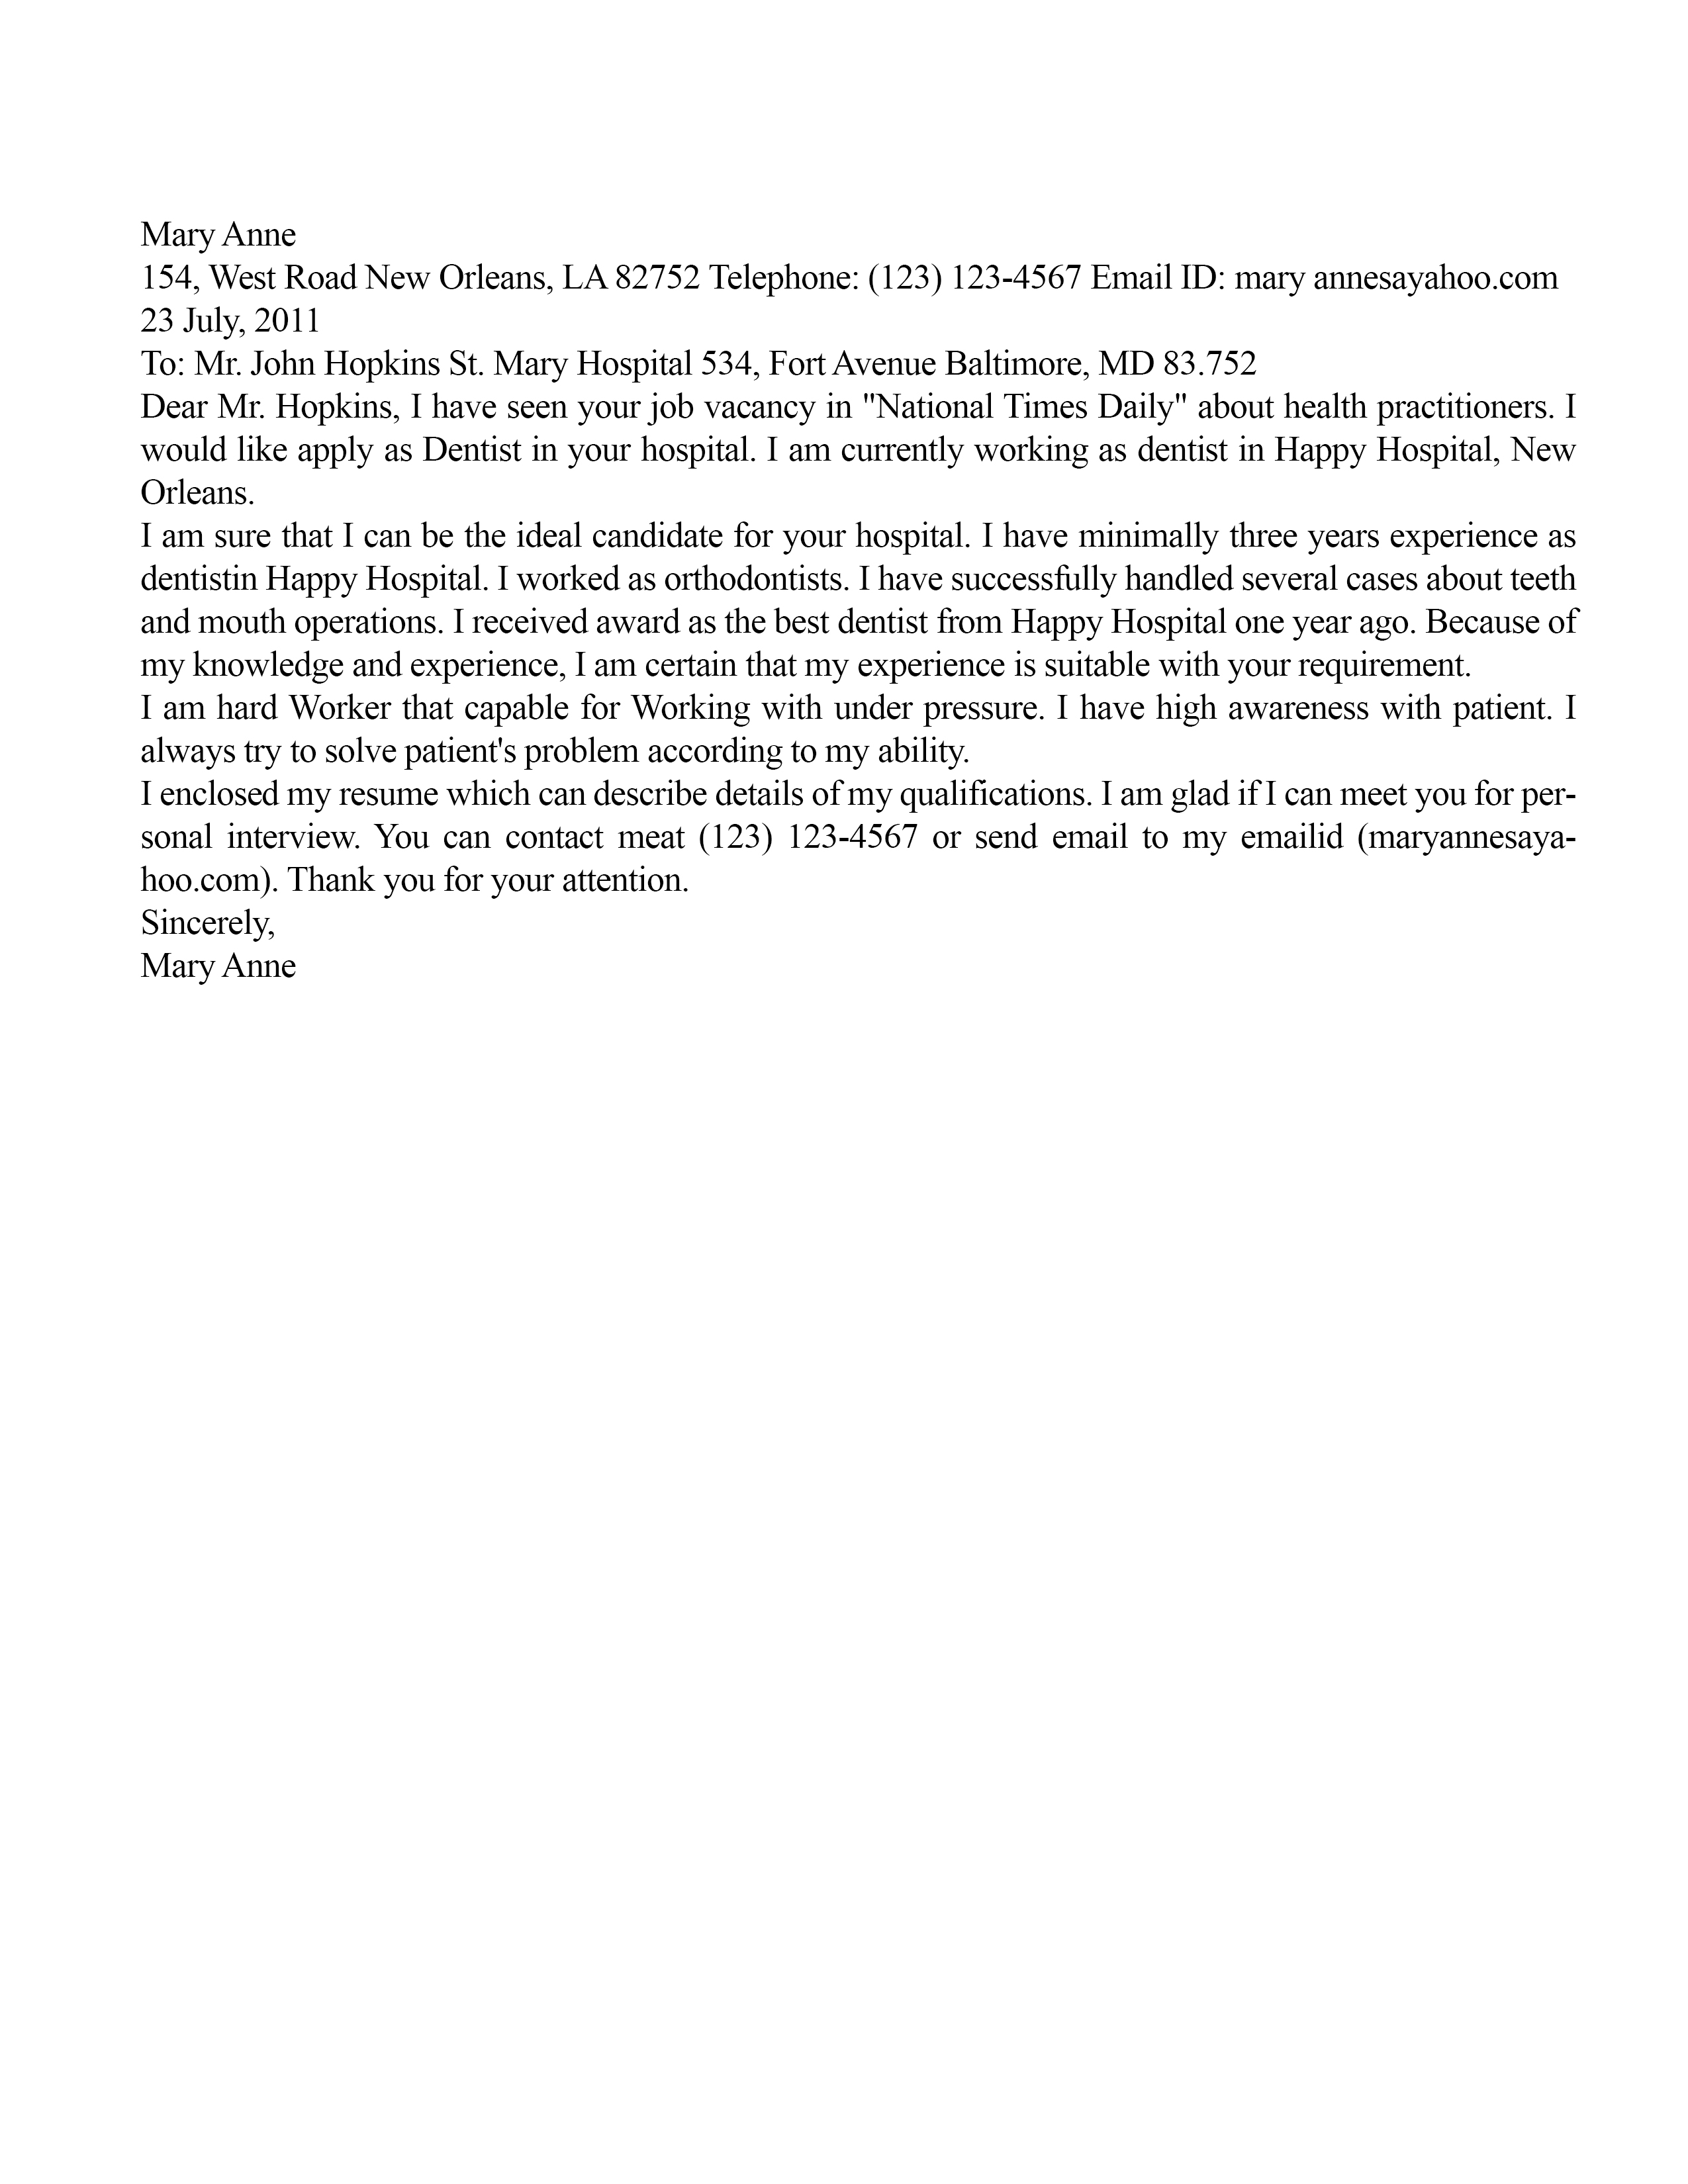 Mary Anne
154, West Road New Orleans, LA 82752 Telephone: (123) 123-4567 Email ID: mary annesayahoo.com
23 July, 2011
To: Mr. John Hopkins St. Mary Hospital 534, Fort Avenue Baltimore, MD 83.752
Dear Mr. Hopkins, I have seen your job vacancy in "National Times Daily" about health practitioners. I
would like apply as Dentist in your hospital. I am currently working as dentist in Happy Hospital, New
Orleans.
I am sure that I can be the ideal candidate for your hospital. I have minimally three years experience as
dentistin Happy Hospital. I worked as orthodontists. I have successfully handled several cases about teeth
and mouth operations. I received award as the best dentist from Happy Hospital one year ago. Because of
my knowledge and experience, I am certain that my experience is suitable with your requirement.
I am hard Worker that capable for Working with under pressure. I have high awareness with patient. I
always try to solve patient's problem according to my ability.
I enclosed my resume which can describe details of my qualifications. I am glad if I can meet you for per-
sonal interview. You can contact meat (123) 123-4567 or send email to my emailid (maryannesaya-
hoo.com). Thank you for your attention.
Sincerely,
Mary Anne